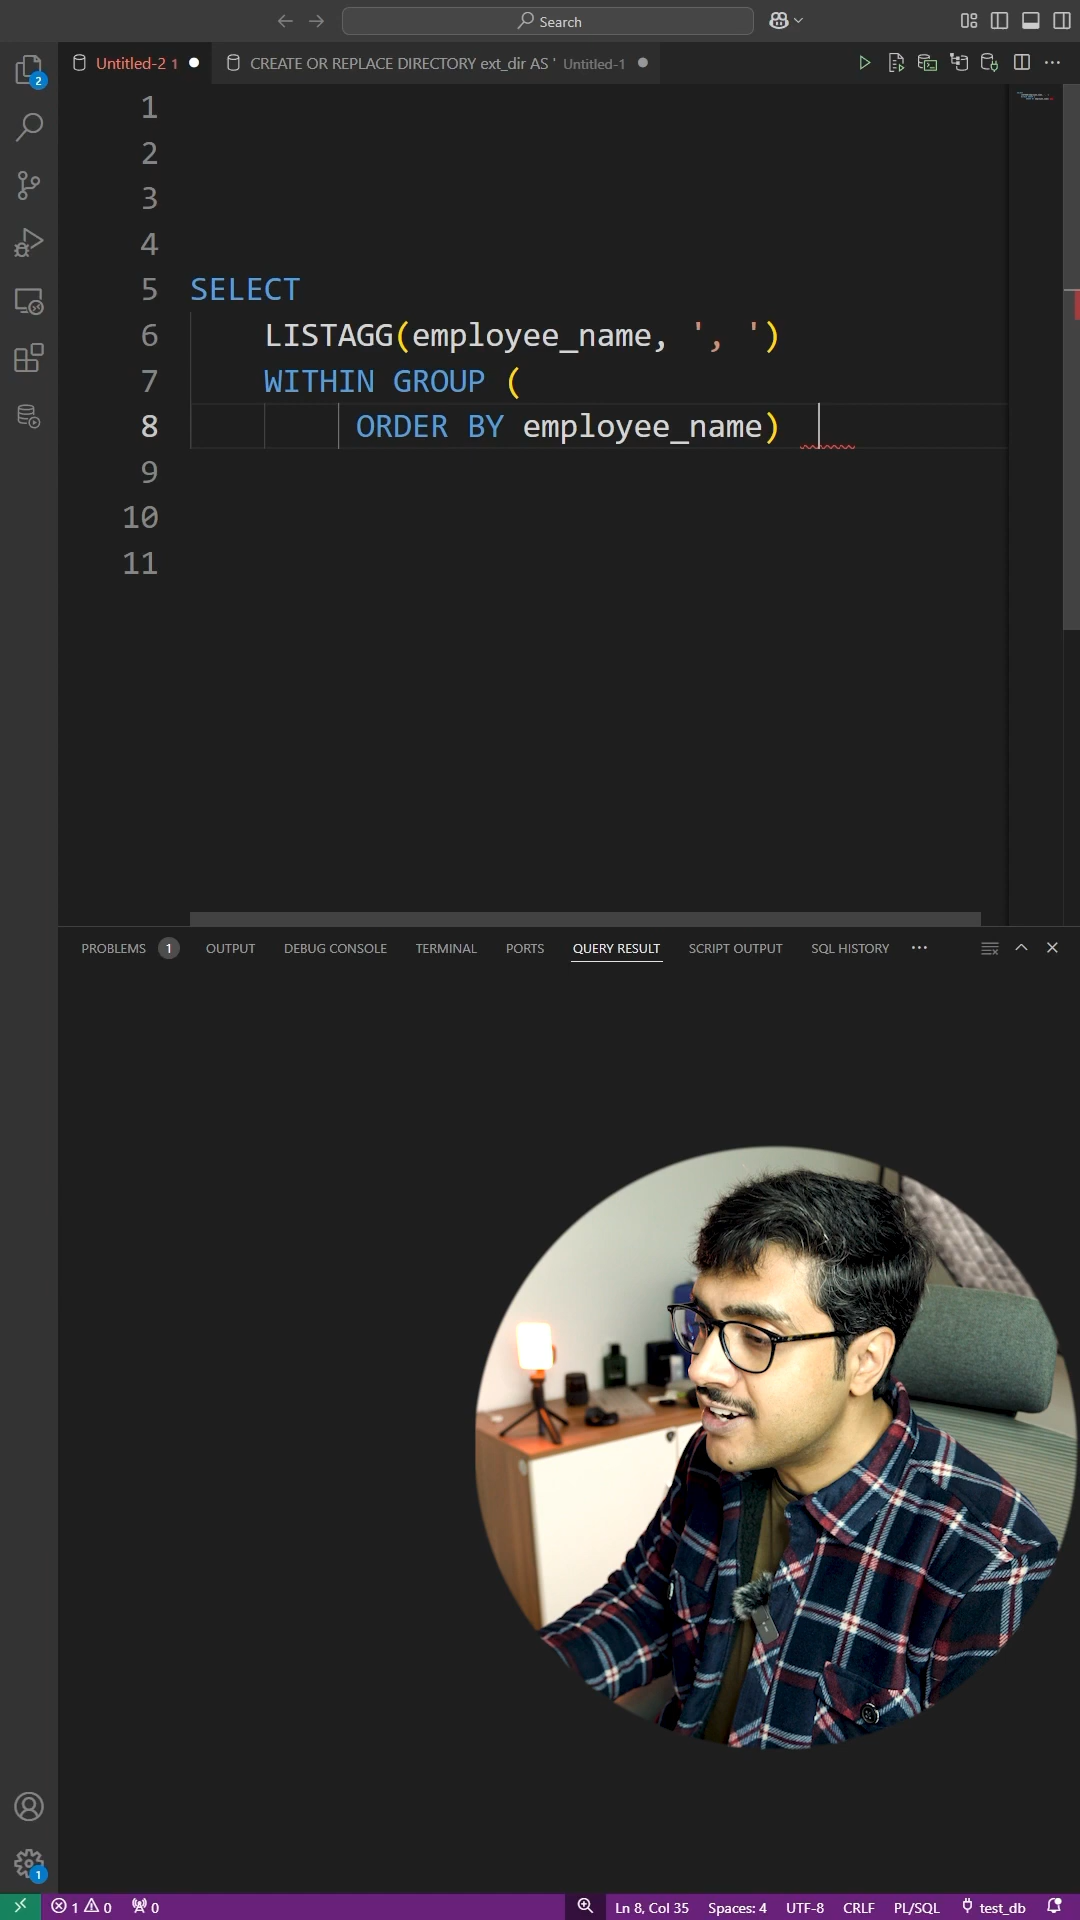 Search
2
Untitled-2 1
CREATE OR REPLACE DIRECTORY ext_dir AS ' Untitled-1
1
2
3
4
5 SELECT
6 LISTAGG(employee_name, ', ')
7 WITHIN GROUP (
8 ORDER BY employee_name)
9
10
11
PROBLEMS 1 OUTPUT DEBUG CONSOLE TERMINAL PORTS QUERY RESULT SCRIPT OUTPUT SQL HISTORY ...
1
1 0 0 Ln 8, Col 35 Spaces: 4 UTF-8 CRLF PL/SQL test_db